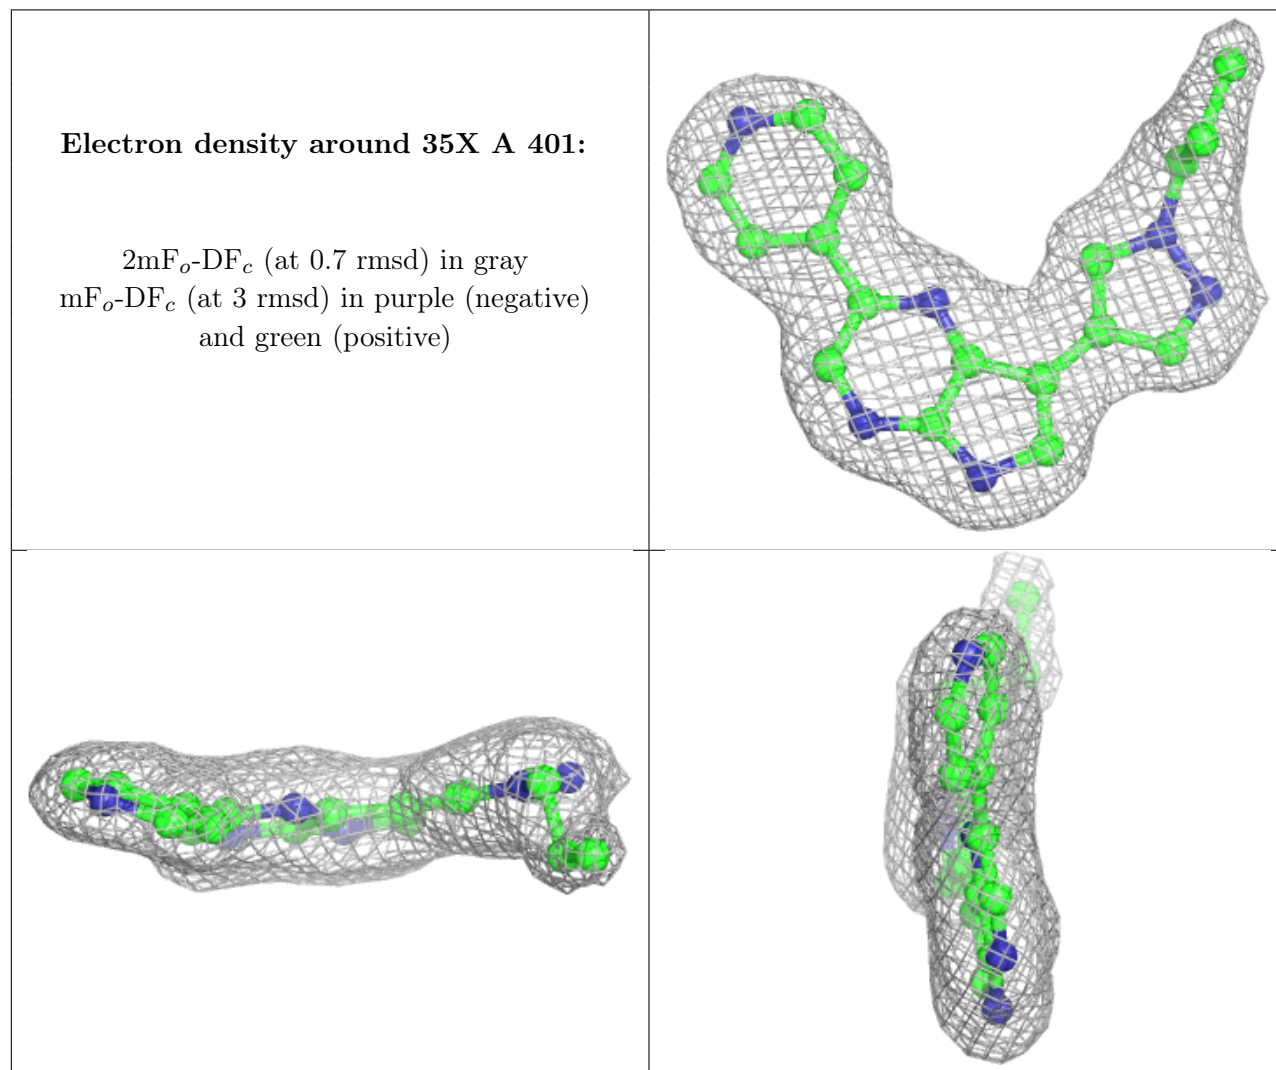 Electron density around 35X A 401:
2mFo-DFc (at 0.7 rmsd) in gray
mFo-DFc (at 3 rmsd) in purple (negative)
and green (positive)